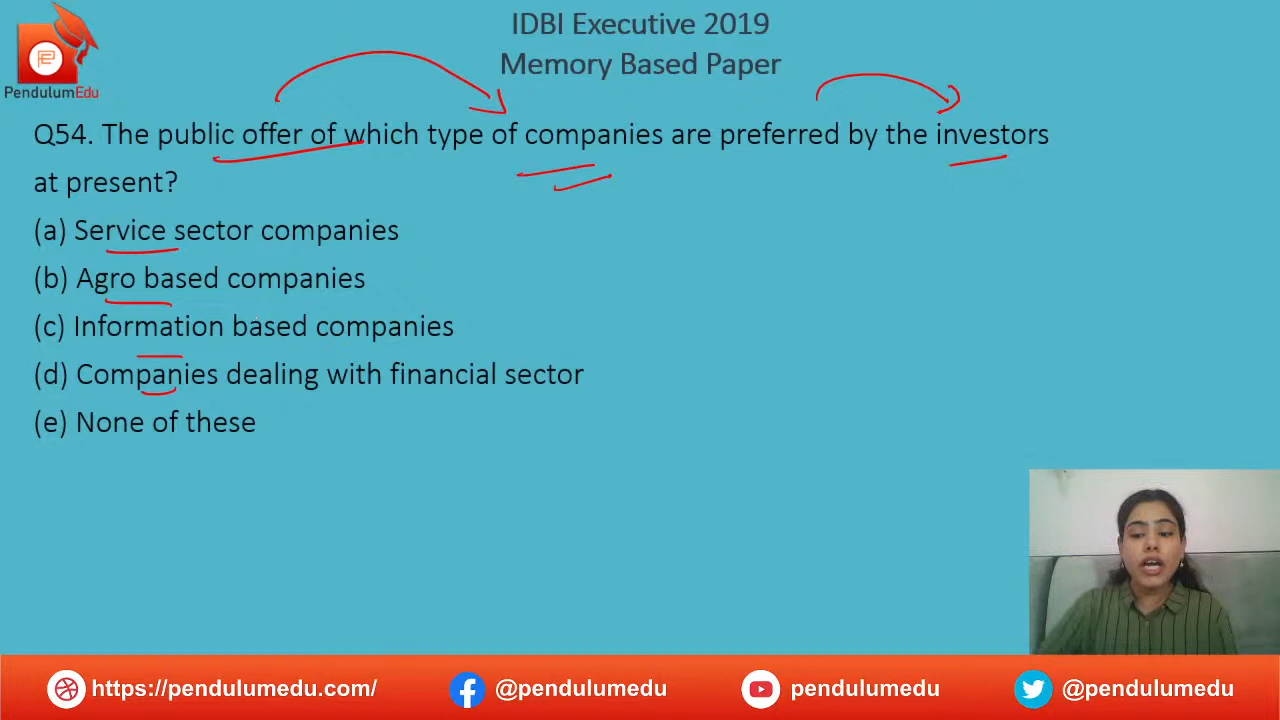 IDBI Executive 2019
Memory Based Paper
PE
PendulumEdu
Q54. The public offer of which type of companies are preferred by the investors
at present?
(a) Service sector companies
(b) Agro based companies
(c) Information based companies
(d) Companies dealing with financial sector
(e) None of these
https://pendulumedu.com/ @pendulumedu pendulumedu @pendulumedu